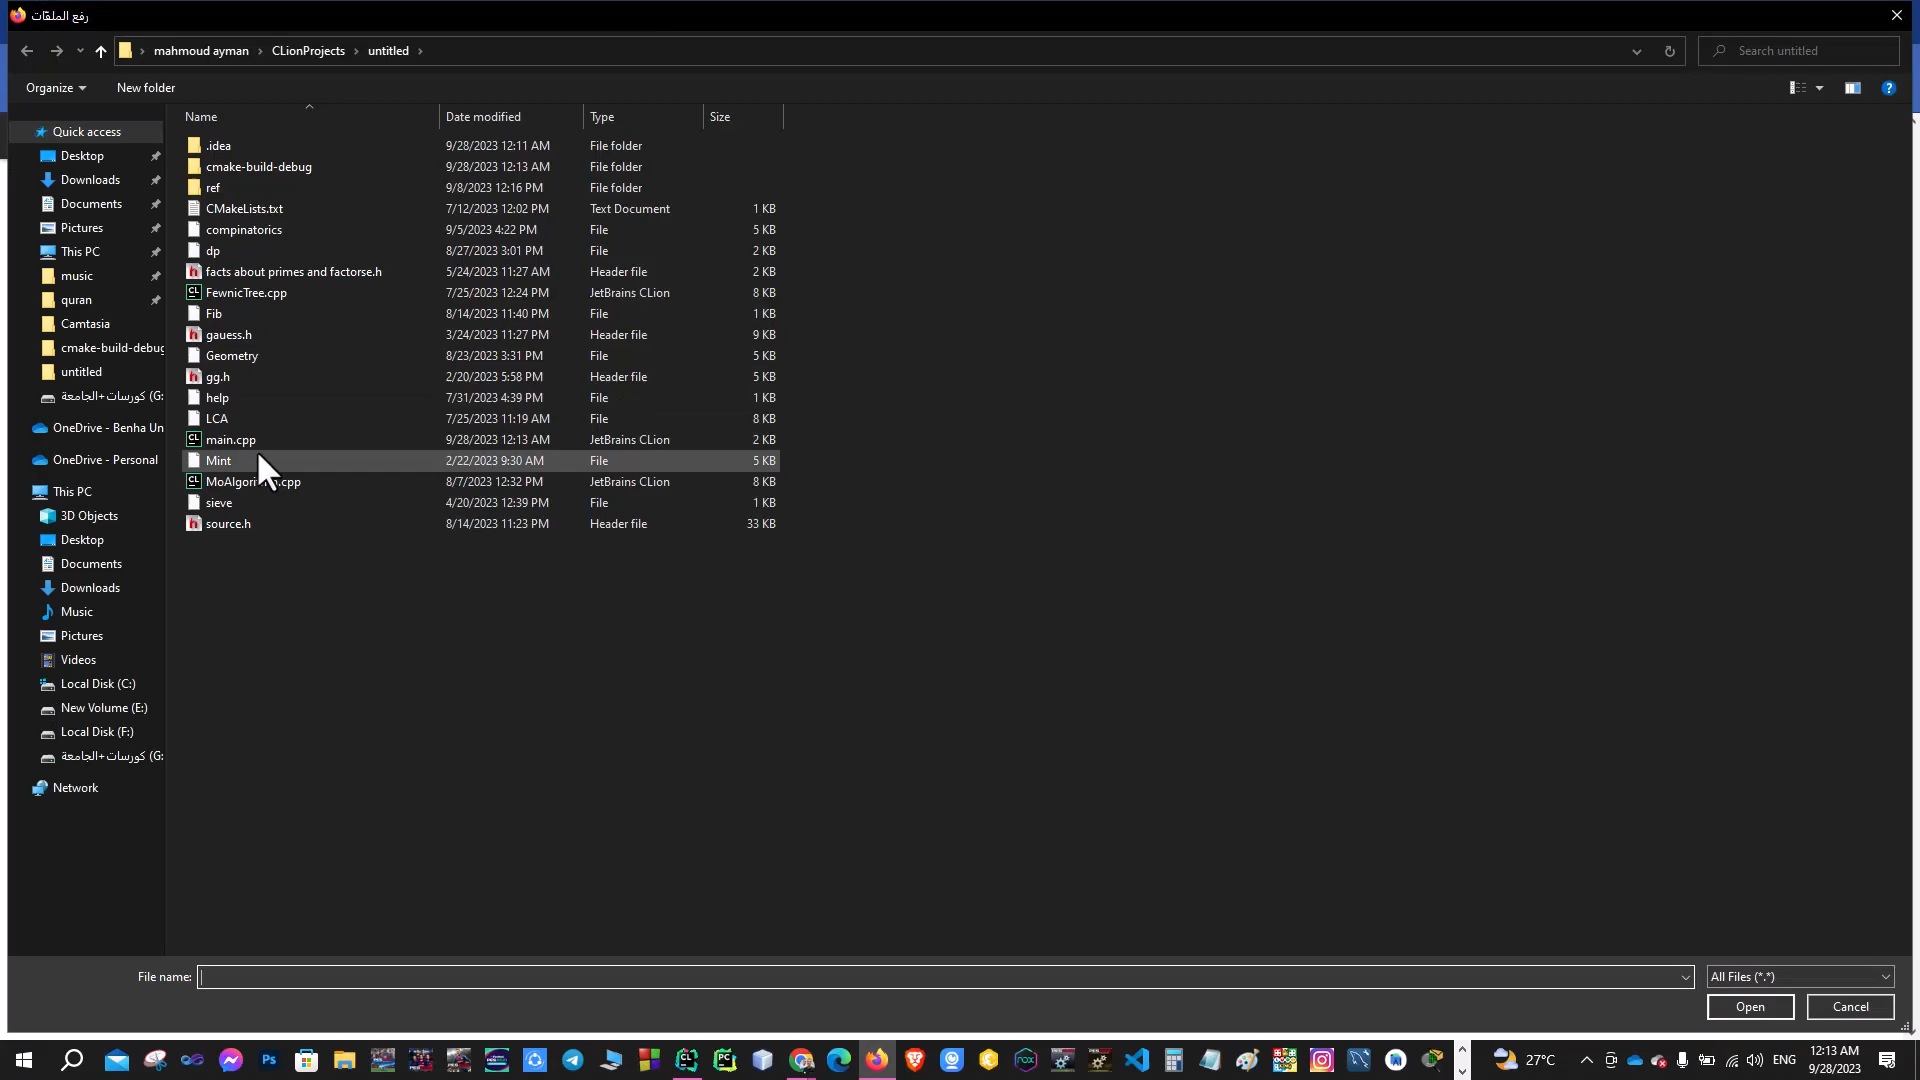 رفع الملفات
mahmoud ayman > CLionProjects > untitled >
Search untitled
Organize
New folder
Name Date modified Type Size
Quick access
Desktop
Downloads
Documents
Pictures
This PC
music
quran
Camtasia
cmake-build-debug
untitled
كورسات+الجامعة (G:
OneDrive - Benha Un
OneDrive - Personal
This PC
3D Objects
Desktop
Documents
Downloads
Music
Pictures
Videos
Local Disk (C:)
New Volume (E:)
Local Disk (F:)
كورسات+الجامعة (G:
Network
.idea 9/28/2023 12:11 AM File folder
cmake-build-debug 9/28/2023 12:13 AM File folder
ref 9/8/2023 12:16 PM File folder
CMakeLists.txt 7/12/2023 12:02 PM Text Document 1 KB
compinatorics 9/5/2023 4:22 PM File 5 KB
dp 8/27/2023 3:01 PM File 2 KB
facts about primes and factorse.h 5/24/2023 11:27 AM Header file 2 KB
FewnicTree.cpp 7/25/2023 12:24 PM JetBrains CLion 8 KB
Fib 8/14/2023 11:40 PM File 1 KB
gauess.h 3/24/2023 11:27 PM Header file 9 KB
Geometry 8/23/2023 3:31 PM File 5 KB
gg.h 2/20/2023 5:58 PM Header file 5 KB
help 7/31/2023 4:39 PM File 1 KB
LCA 7/25/2023 11:19 AM File 8 KB
main.cpp 9/28/2023 12:13 AM JetBrains CLion 2 KB
Mint 2/22/2023 9:30 AM File 5 KB
8/7/2023 12:32 PM JetBrains CLion 8 KB
sieve 4/20/2023 12:39 PM File 1 KB
source.h 8/14/2023 11:23 PM Header file 33 KB
File name:
All Files (*.*)
Open Cancel
27°C
ENG
12:13 AM
9/28/2023